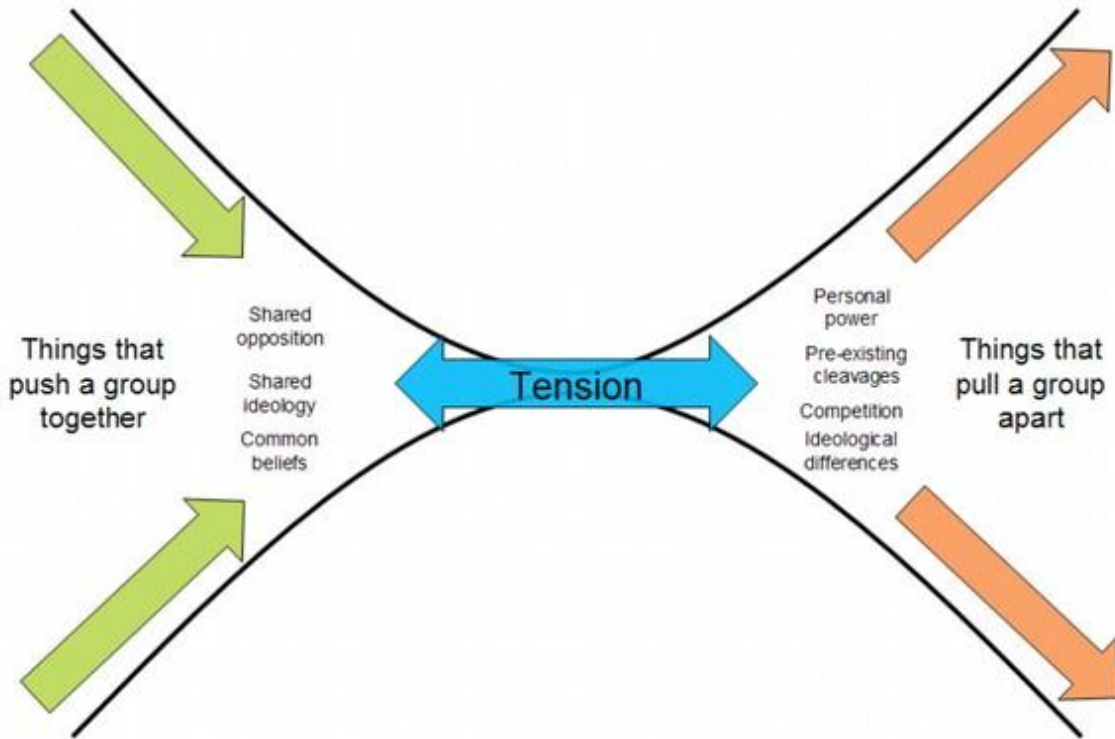 Things that
push a group
together
Shared
opposition
Shared
ideology
Common
beliefs
Tension
Personal
power
Pre-existing
cleavages
Competition
Ideological
differences
Things that
pull a group
apart